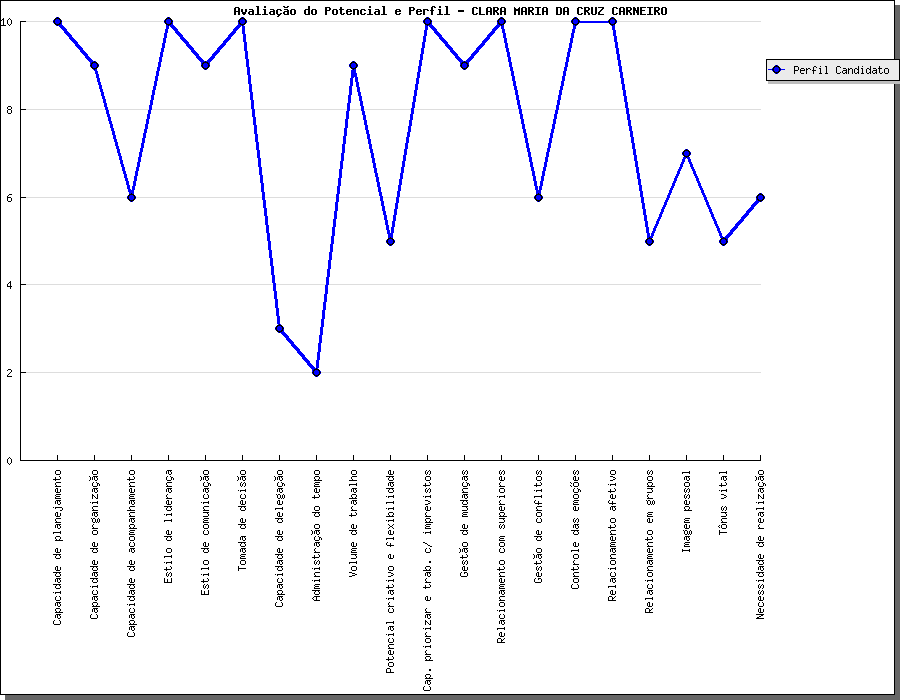 Avaliação do Potencial e Perfil - CLARA MARIA DA CRUZ CARNEIRO
Perfil Candidato
10
8
6
4
2
0
Capacidade de planejamento
Capacidade de organização
Capacidade de acompanhamento
Estilo de liderança
Estilo de comunicação
Tomada de decisão
Capacidade de delegação
Administração do tempo
Volume de trabalho
Potencial criativo e flexibilidade
Cap. priorizar e trab. c/ imprevistos
Gestão de mudanças
Relacionamento com superiores
Gestão de conflitos
Controle das emoções
Relacionamento afetivo
Relacionamento em grupos
Imagem pessoal
Tônus vital
Necessidade de realização